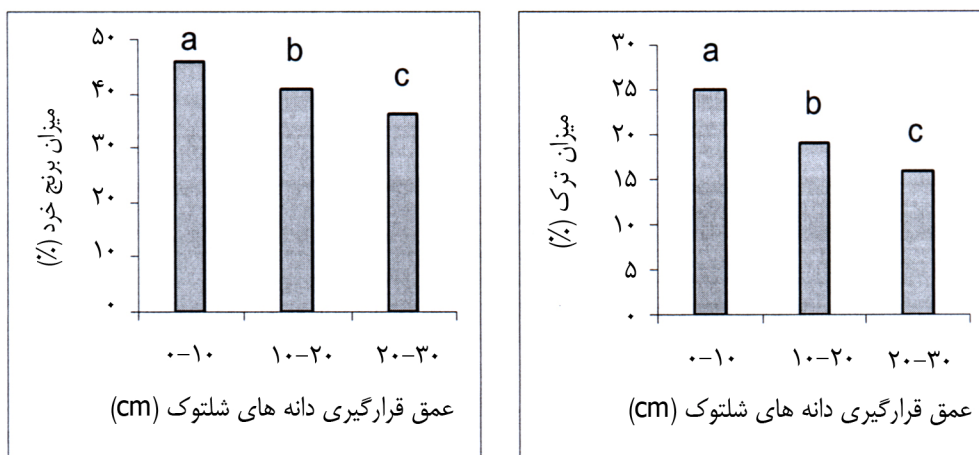 میزان برنج خرد (٪)
۵۰
۴۰
۳۰
۲۰
۱۰
۰
a
b
c
۰-۱۰
۱۰-۲۰
۲۰-۳۰
عمق قرارگیری دانه های شلتوک (cm)
میزان ترک (٪)
۳۰
۲۵
۲۰
۱۵
۱۰
۵
۰
a
b
c
۰-۱۰
۱۰-۲۰
۲۰-۳۰
عمق قرارگیری دانه های شلتوک (cm)